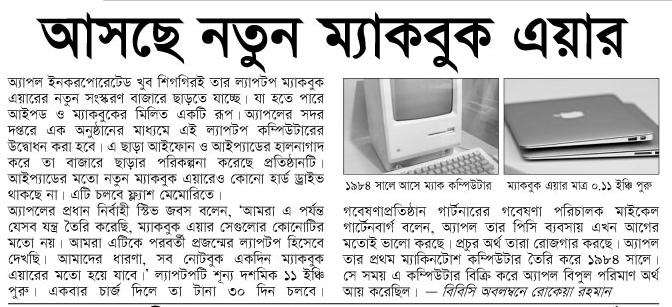 আসছে নতুন ম্যাকবুক এয়ার
অ্যাপল ইনকরপোরেটেড খুব শিগগিরই তার ল্যাপটপ ম্যাকবুক
এয়ারের নতুন সংস্করণ বাজারে ছাড়তে যাচ্ছে। যা হতে পারে
আইপড ও ম্যাকবুকের মিলিত একটি রূপ। অ্যাপলের সদর
দপ্তরে এক অনুষ্ঠানের মাধ্যমে এই ল্যাপটপ কম্পিউটারের
উদ্বোধন করা হবে। এ ছাড়া আইফোন ও আইপ্যাডের হালনাগাদ
করে তা বাজারে ছাড়ার পরিকল্পনা করেছে প্রতিষ্ঠানটি।
আইপ্যাডের মতো নতুন ম্যাকবুক এয়ারেও কোনো হার্ড ড্রাইভ
থাকছে না। এটি চলবে ফ্ল্যাশ মেমোরিতে।
অ্যাপলের প্রধান নির্বাহী স্টিভ জবস বলেন, ‘আমরা এ পর্যন্ত
যেসব যন্ত্র তৈরি করেছি, ম্যাকবুক এয়ার সেগুলোর কোনোটির
মতো নয়। আমরা এটিকে পরবর্তী প্রজন্মের ল্যাপটপ হিসেবে
দেখছি। আমাদের ধারণা, সব নোটবুক একদিন ম্যাকবুক
এয়ারের মতো হয়ে যাবে।’ ল্যাপটপটি শূন্য দশমিক ১১ ইঞ্চি
পুরু। একবার চার্জ দিলে তা টানা ৩০ দিন চলবে।
১৯৮৪ সালে আসে ম্যাক কম্পিউটার
ম্যাকবুক এয়ার মাত্র ০.১১ ইঞ্চি পুরু
গবেষণাপ্রতিষ্ঠান গার্টনারের গবেষণা পরিচালক মাইকেল
গার্টেনবার্গ বলেন, অ্যাপল তার পিসি ব্যবসায় এখন আগের
মতোই ভালো করছে। প্রচুর অর্থ তারা রোজগার করছে। অ্যাপল
তার প্রথম ম্যাকিনটোশ কম্পিউটার তৈরি করে ১৯৮৪ সালে।
সে সময় এ কম্পিউটার বিক্রি করে অ্যাপল বিপুল পরিমাণ অর্থ
আয় করেছিল। — বিবিসি অবলম্বনে রোকেয়া রহমান